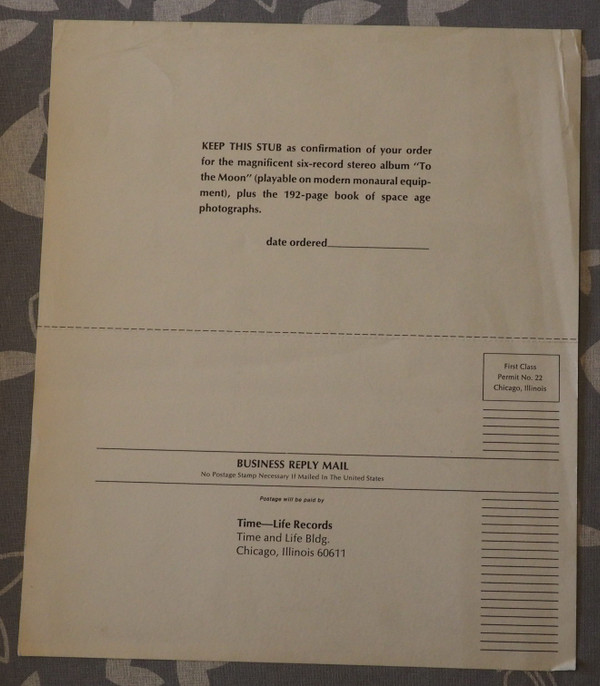 KEEP THIS STUB as confirmation of your order
for the magnificent six-record stereo album "To
the Moon" (playable on modern monaural equip-
ment), plus the 192-page book of space age
photographs.
date ordered
First Class
Permit No. 22
Chicago, Illinois
BUSINESS REPLY MAIL
No Postage Stamp Necessary If Mailed In The United States
Postage will be paid by
Time—Life Records
Time and Life Bldg.
Chicago, Illinois 60611